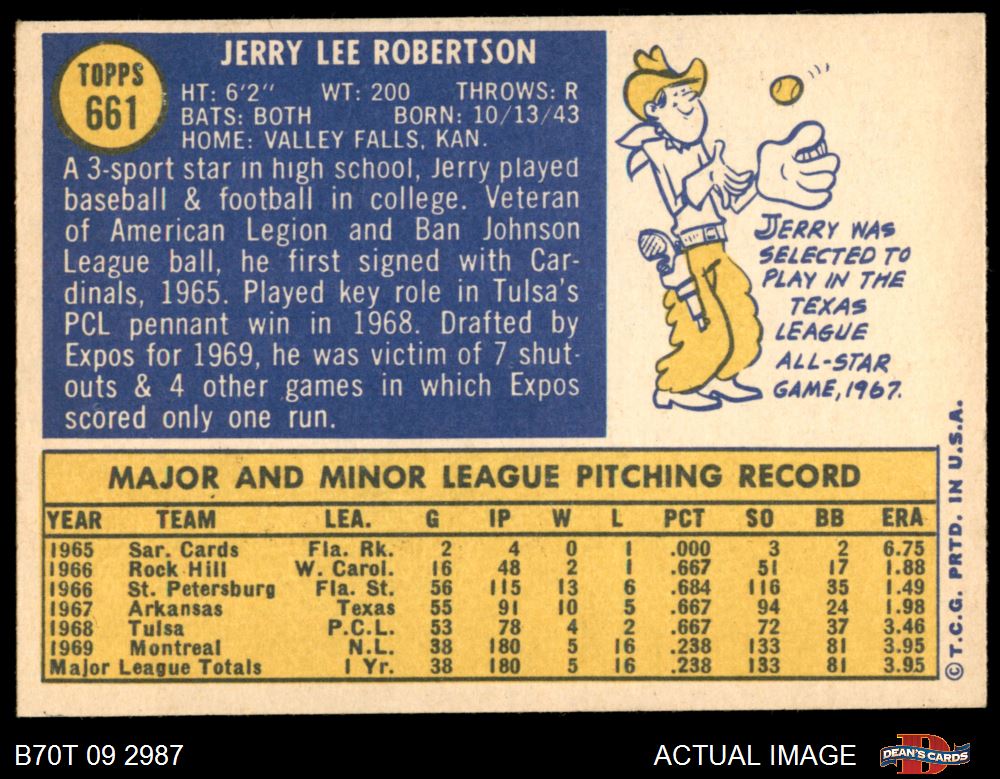 TOPPS
661
JERRY LEE ROBERTSON
HT: 6'2" WT: 200 THROWS: R
BATS: BOTH BORN: 10/13/43
HOME: VALLEY FALLS, KAN.
A 3-sport star in high school, Jerry played
baseball & football in college. Veteran
of American Legion and Ban Johnson
League ball, he first signed with Car-
dinals, 1965. Played key role in Tulsa's
PCL pennant win in 1968. Drafted by
Expos for 1969, he was victim of 7 shut-
outs & 4 other games in which Expos
scored only one run.
JERRY WAS
SELECTED TO
PLAY IN THE
TEXAS
LEAGUE
ALL-STAR
GAME, 1967.
MAJOR AND MINOR LEAGUE PITCHING RECORD
YEAR TEAM LEA. G IP W L PCT SO BB ERA
1965 Sar. Cards Fla. Rk. 2 4 0 1 .000 3 2 6.75
1966 Rock Hill W. Carol. 16 48 2 1 .667 51 17 1.88
1966 St. Petersburg Fla. St. 56 115 13 6 .684 116 35 1.49
1967 Arkansas Texas 55 91 10 5 .667 94 24 1.98
1968 Tulsa P.C.L. 53 78 4 2 .667 72 37 3.46
1969 Montreal N.L. 38 180 5 16 .238 133 81 3.95
Major League Totals 1 Yr. 38 180 5 16 .238 133 81 3.95
© T.C.G. PRTD. IN U.S.A.
B70T 09 2987
ACTUAL IMAGE
DEAN'S CARDS